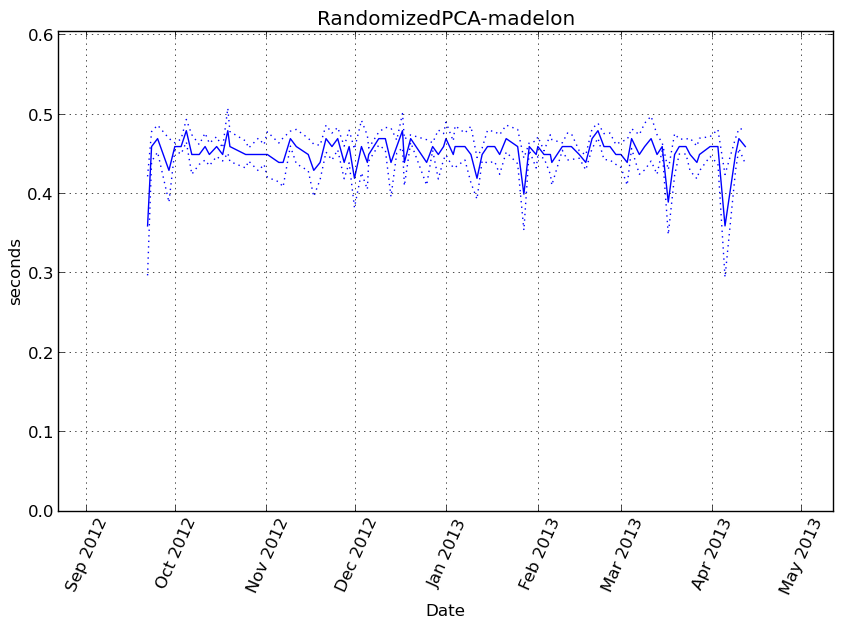 RandomizedPCA-madelon
0.6
0.5
0.4
0.3
0.2
0.1
0.0
seconds
Sep 2012
Oct 2012
Nov 2012
Dec 2012
Jan 2013
Feb 2013
Mar 2013
Apr 2013
May 2013
Date